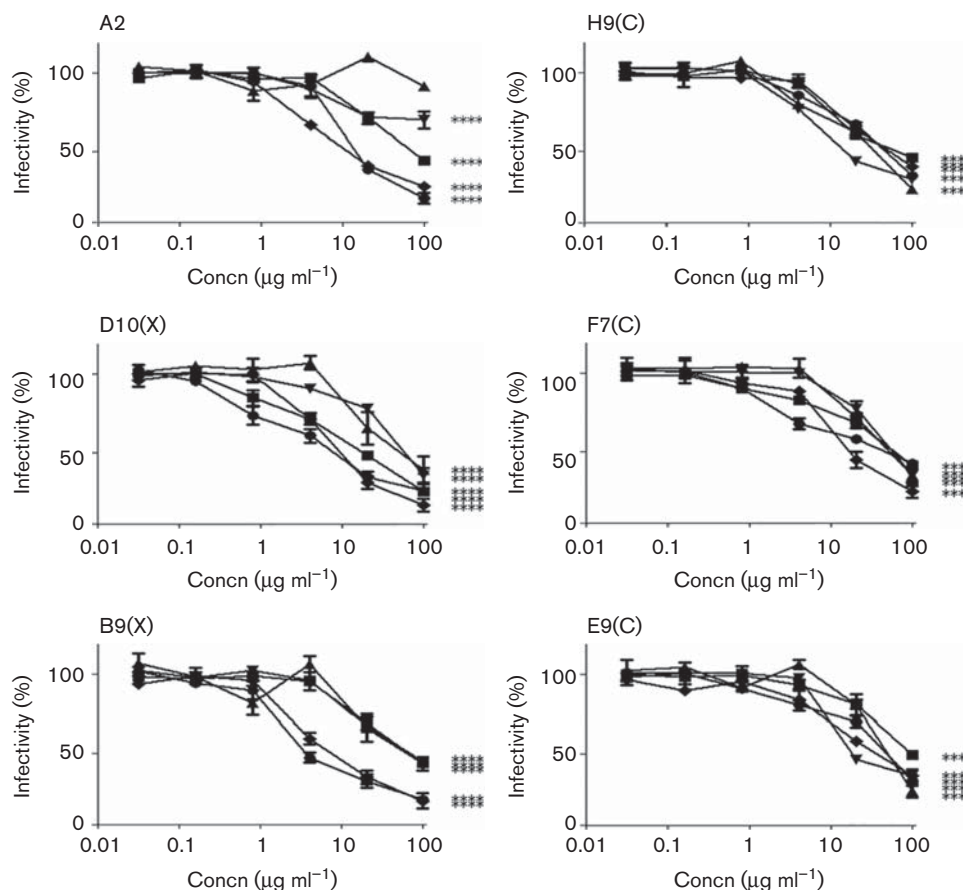 A2
Infectivity (%)
100
50
0
0.01 0.1 1 10 100
Concn (µg ml⁻¹)
****
****
****
****
H9(C)
Infectivity (%)
100
50
0
0.01 0.1 1 10 100
Concn (µg ml⁻¹)
***
***
***
***
***
D10(X)
Infectivity (%)
100
50
0
0.01 0.1 1 10 100
Concn (µg ml⁻¹)
****
****
****
****
****
F7(C)
Infectivity (%)
100
50
0
0.01 0.1 1 10 100
Concn (µg ml⁻¹)
***
***
***
***
***
B9(X)
Infectivity (%)
100
50
0
0.01 0.1 1 10 100
Concn (µg ml⁻¹)
****
****
****
****
E9(C)
Infectivity (%)
100
50
0
0.01 0.1 1 10 100
Concn (µg ml⁻¹)
***
***
***
***
***